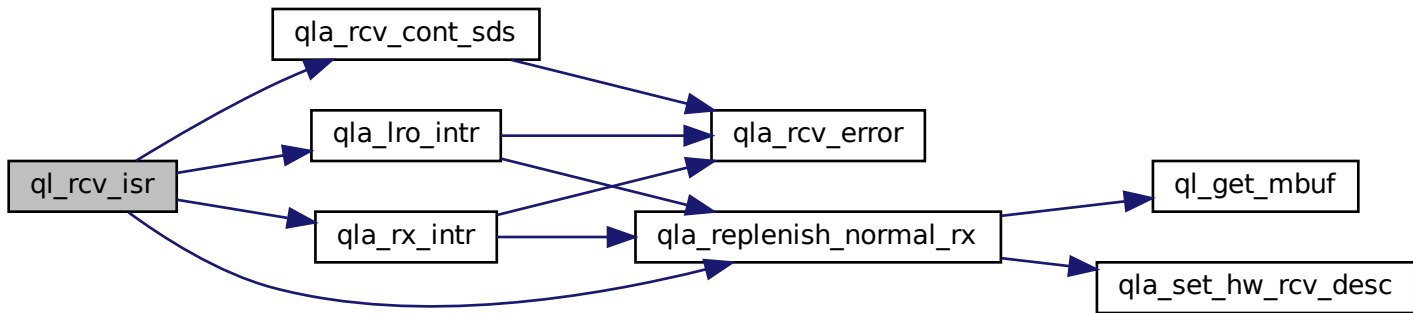 qla_rcv_cont_sds
qla_lro_intr
qla_rcv_error
ql_rcv_isr
ql_get_mbuf
qla_rx_intr
qla_replenish_normal_rx
qla_set_hw_rcv_desc